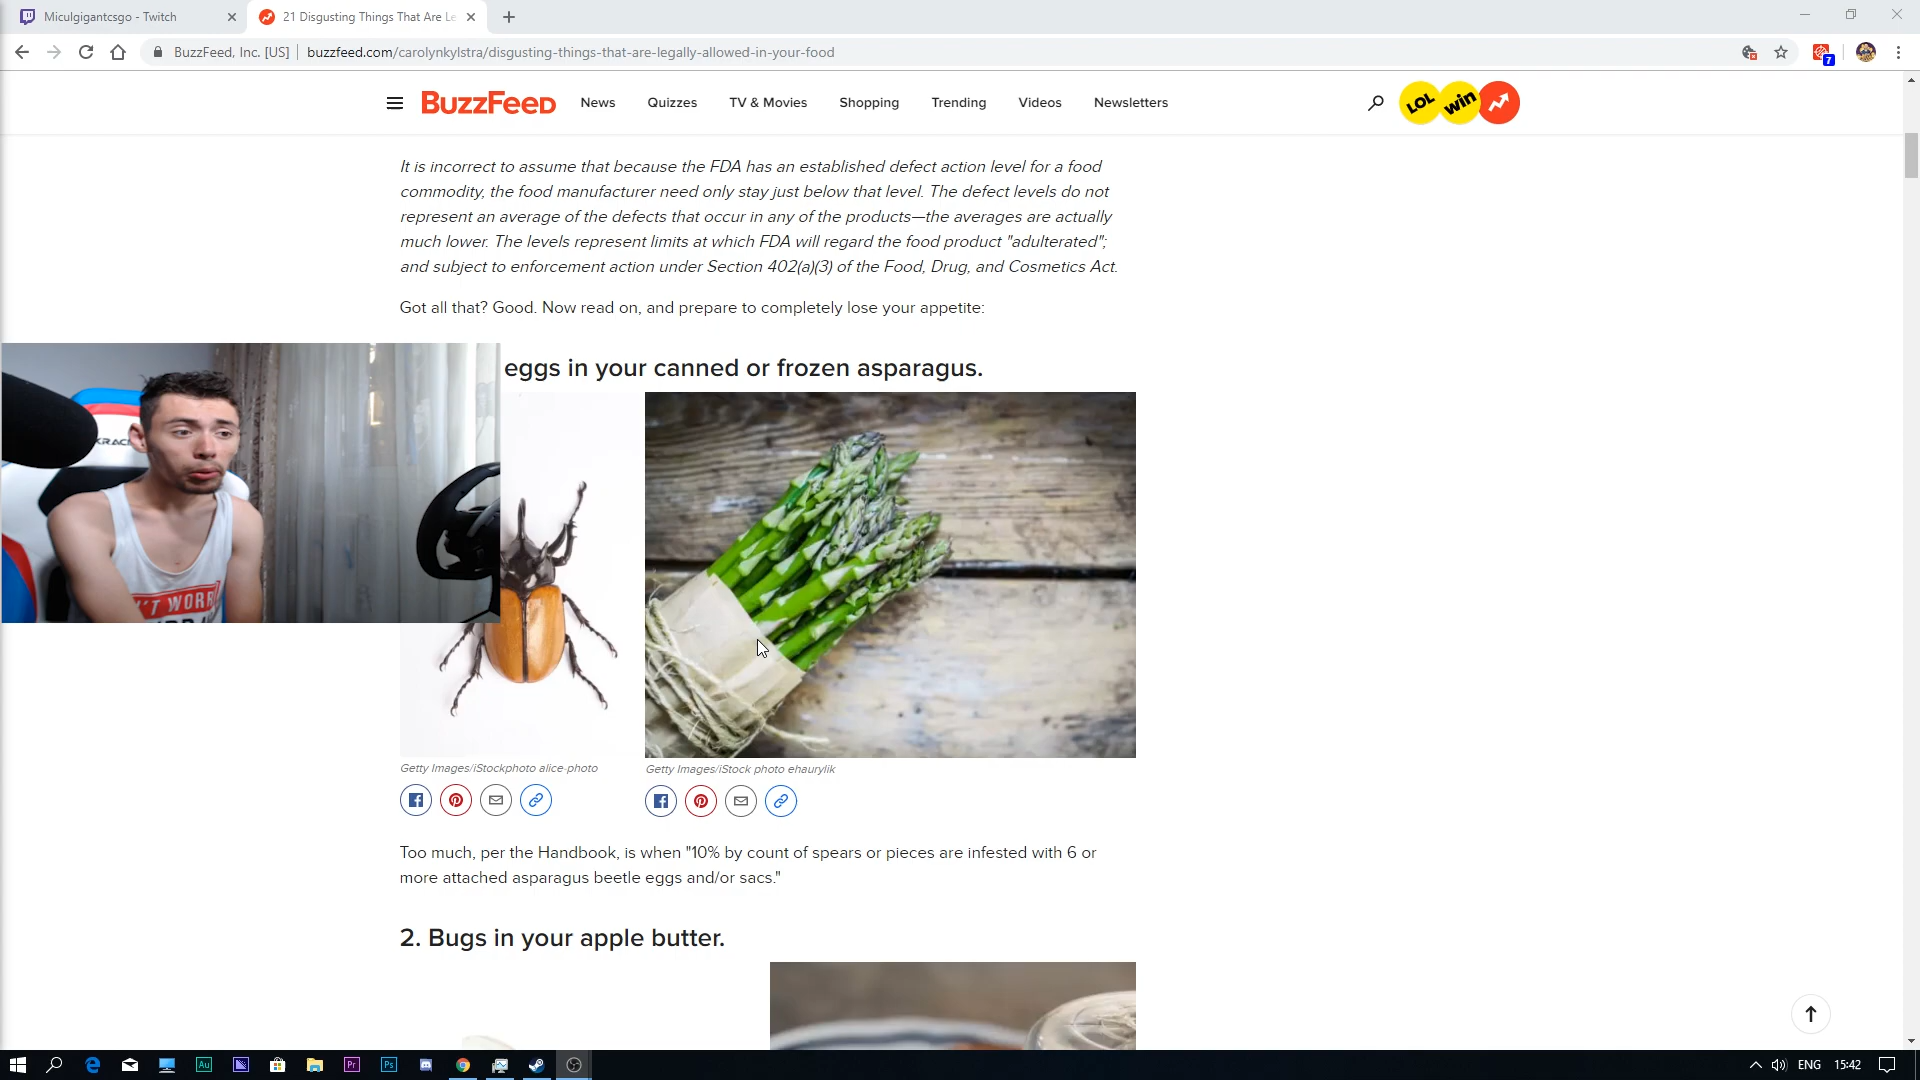 Miculgigantcsgo - Twitch
21 Disgusting Things That Are Le
BuzzFeed, Inc. [US] | buzzfeed.com/carolynkylstra/disgusting-things-that-are-legally-allowed-in-your-food
7
BuzzFeed News Quizzes TV & Movies Shopping Trending Videos Newsletters LOL win
It is incorrect to assume that because the FDA has an established defect action level for a food
commodity, the food manufacturer need only stay just below that level. The defect levels do not
represent an average of the defects that occur in any of the products—the averages are actually
much lower. The levels represent limits at which FDA will regard the food product "adulterated";
and subject to enforcement action under Section 402(a)(3) of the Food, Drug, and Cosmetics Act.
Got all that? Good. Now read on, and prepare to completely lose your appetite:
eggs in your canned or frozen asparagus.
KRACI
'T WORR
Getty Images/iStockphoto alice-photo
Getty Images/iStock photo ehaurylik
Too much, per the Handbook, is when "10% by count of spears or pieces are infested with 6 or
more attached asparagus beetle eggs and/or sacs."
2. Bugs in your apple butter.
Au Pr Ps ENG 15:42